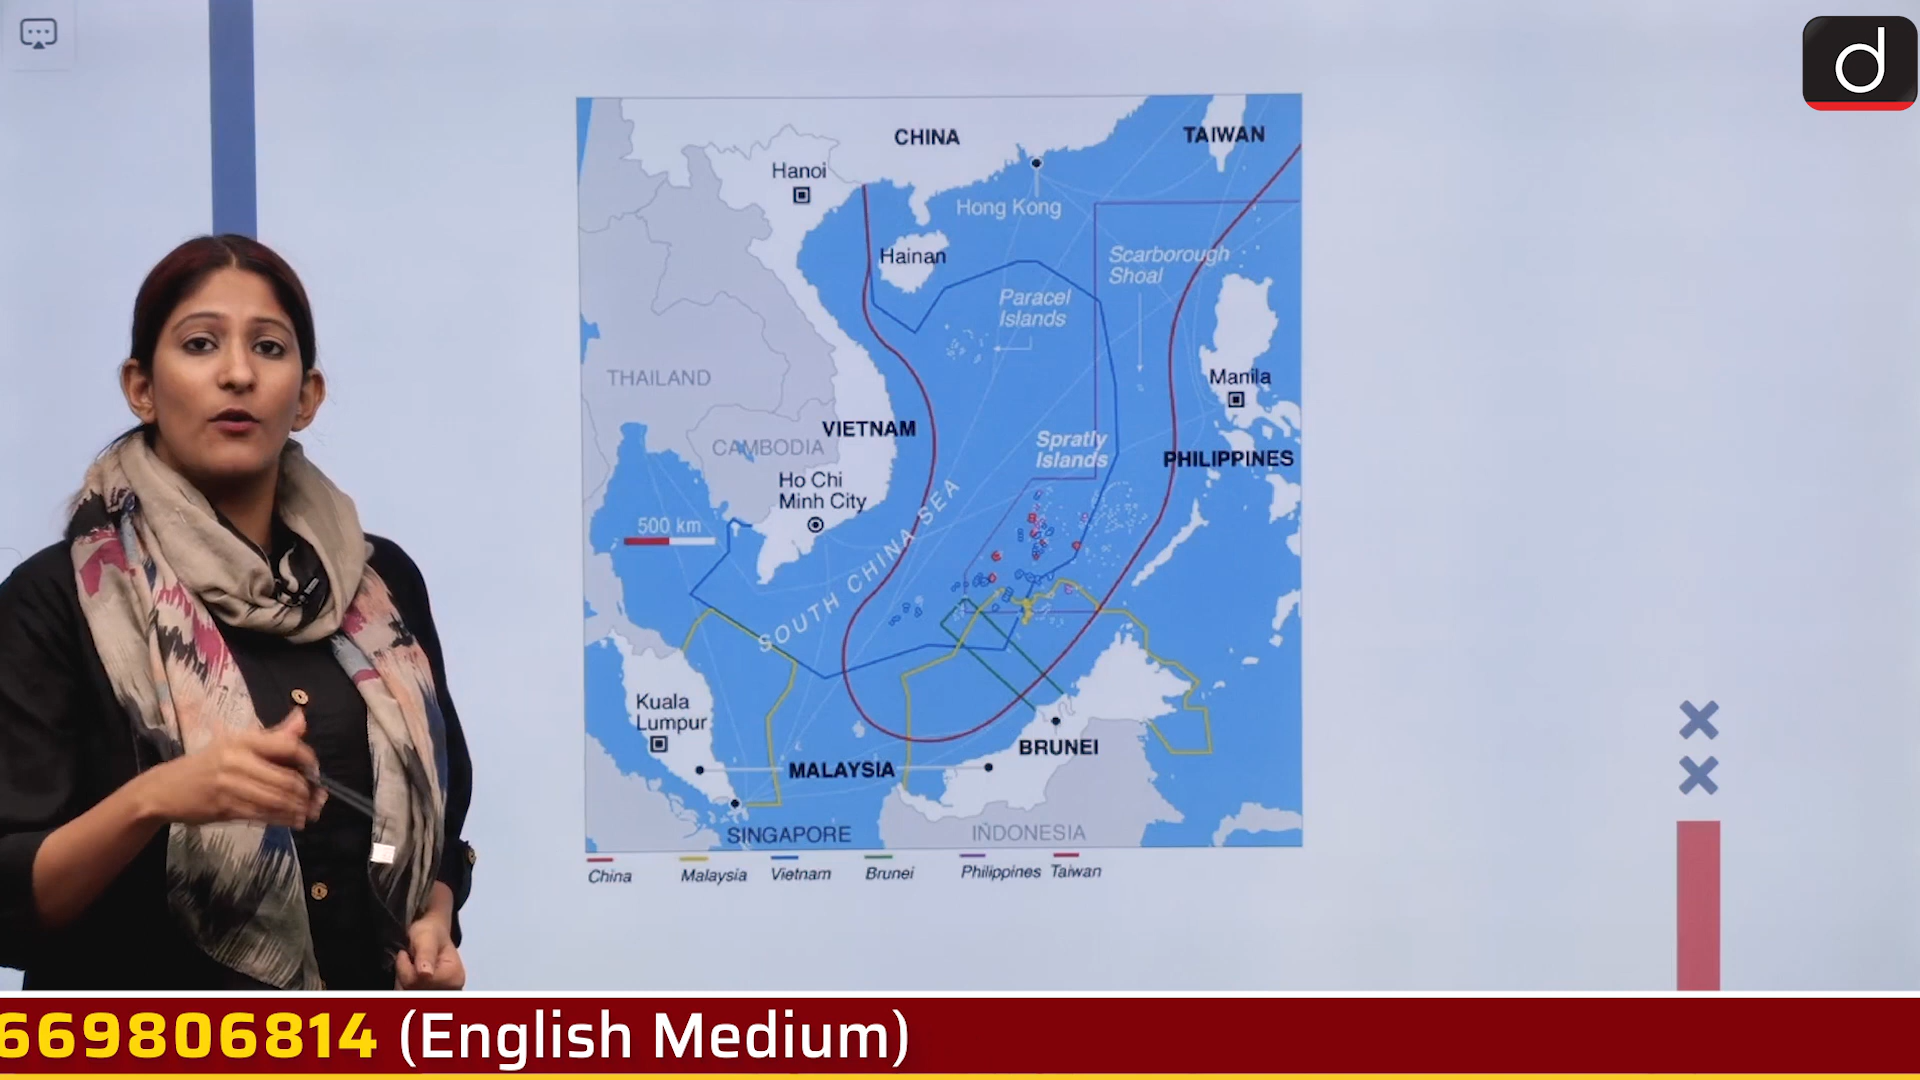 d
CHINA
TAIWAN
Hanoi
Hong Kong
Hainan
Scarborough
Shoal
Paracel
Islands
THAILAND
Manila
VIETNAM
CAMBODIA
Spratly
Islands
PHILIPPINES
Ho Chi
Minh City
500 km
SOUTH CHINA SEA
Kuala
Lumpur
BRUNEI
MALAYSIA
SINGAPORE
INDONESIA
China
Malaysia
Vietnam
Brunei
Philippines
Taiwan
669806814 (English Medium)